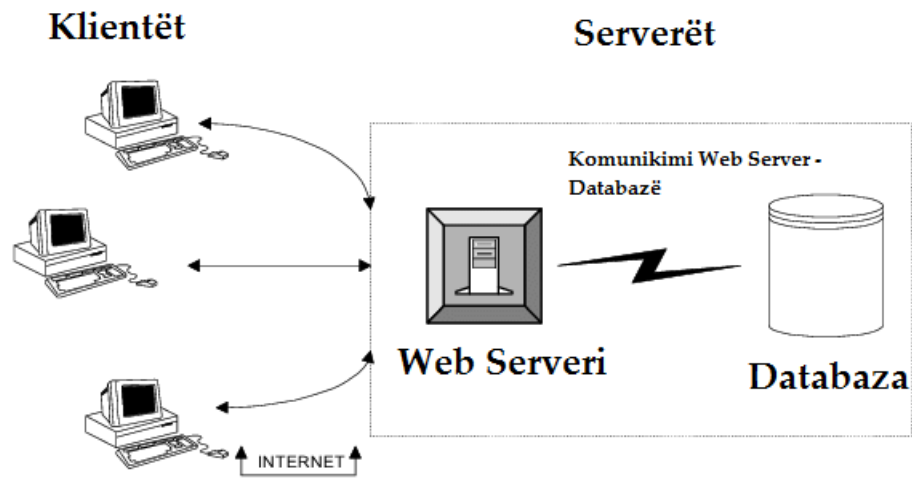 Klientët
Serverët
Komunikimi Web Server -
Databazë
Web Serveri
Databaza
INTERNET